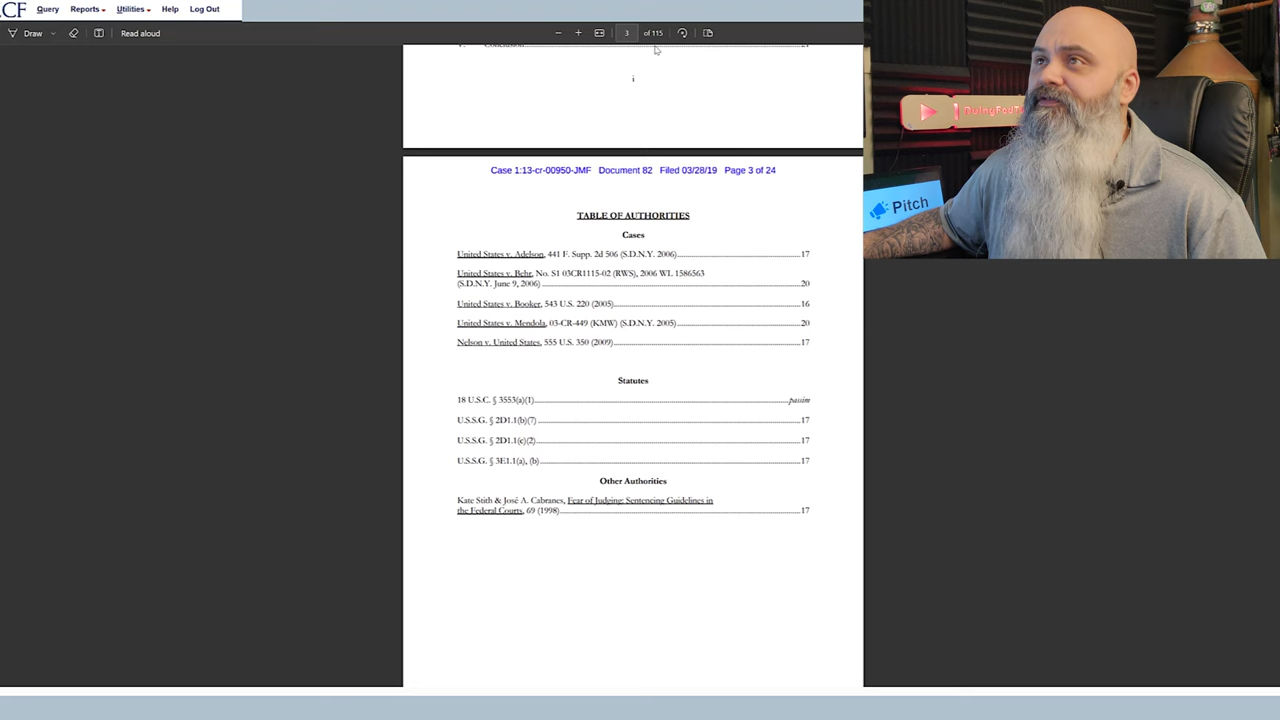 CF Query Reports Utilities Help Log Out
Draw Read aloud 3 of 115
i
Case 1:13-cr-00950-JMF Document 82 Filed 03/28/19 Page 3 of 24
TABLE OF AUTHORITIES
Cases
United States v. Adelson, 441 F. Supp. 2d 506 (S.D.N.Y. 2006) 17
United States v. Behr, No. S1 03CR1115-02 (RWS), 2006 WL 1586563
(S.D.N.Y. June 9, 2006) 20
United States v. Booker, 543 U.S. 220 (2005) 16
United States v. Mendola, 03-CR-449 (KMW) (S.D.N.Y. 2005) 20
Nelson v. United States, 555 U.S. 350 (2009) 17
Statutes
18 U.S.C. § 3553(a)(1) passim
U.S.S.G. § 2D1.1(b)(7) 17
U.S.S.G. § 2D1.1(c)(2) 17
U.S.S.G. § 3E1.1(a), (b) 17
Other Authorities
Kate Stith & José A. Cabranes, Fear of Judging: Sentencing Guidelines in
the Federal Courts, 69 (1998) 17
Pitch